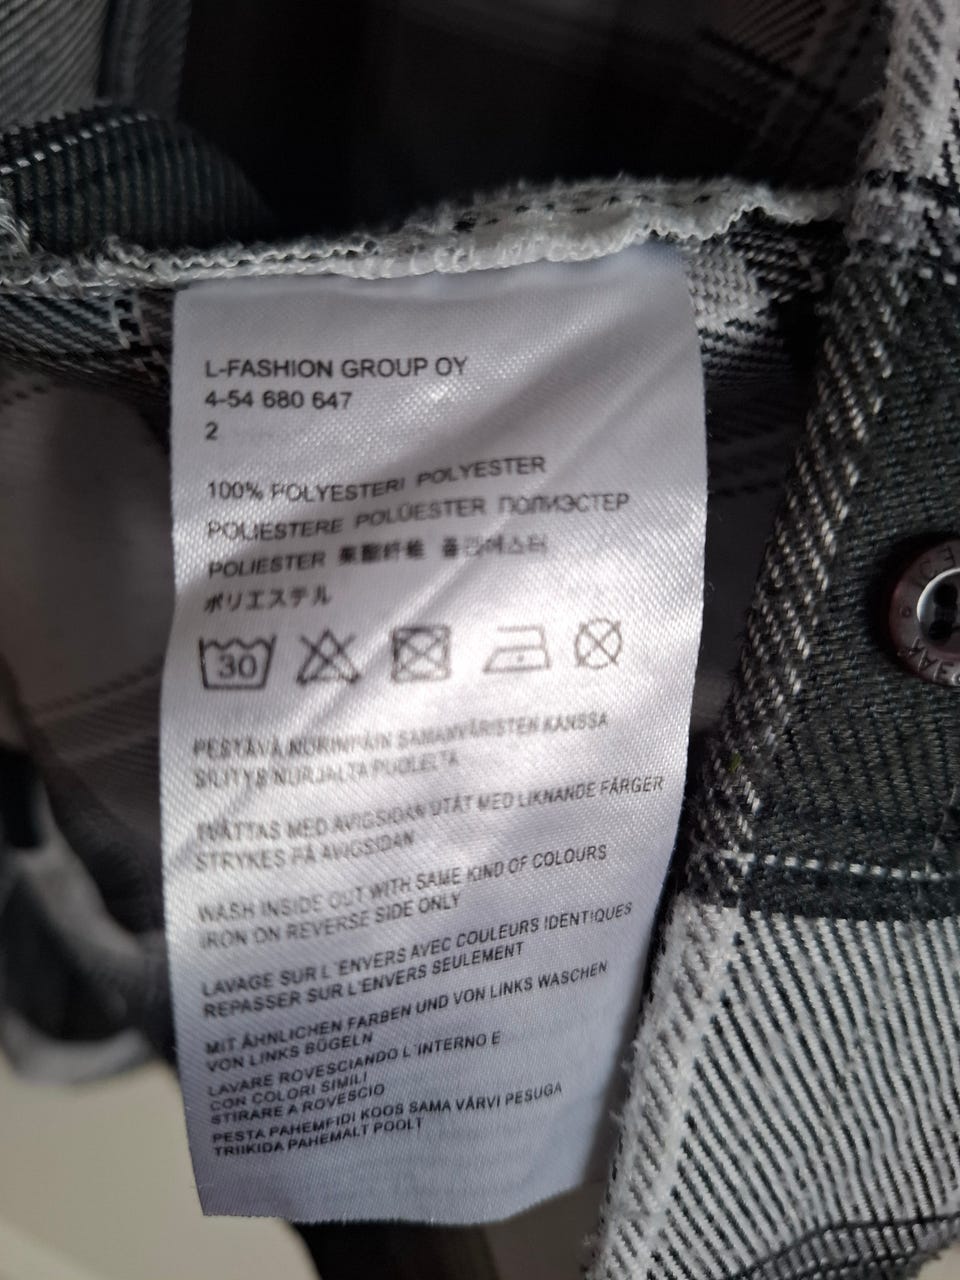 L-FASHION GROUP OY
4-54 680 647
2
100% POLYESTERI POLYESTER
POLIESTERE POLÜESTER ПОЛИЭСТЕР
POLIESTER 聚酯纤维 폴리에스터
ポリエステル
30
PESTÄVÄ NURINPÄIN SAMANVÄRISTEN KANSSA
SILITYS NURJALTA PUOLELTA
TVÄTTAS MED AVIGSIDAN UTÅT MED LIKNANDE FÄRGER
STRYKES PÅ AVIGSIDAN
WASH INSIDE OUT WITH SAME KIND OF COLOURS
IRON ON REVERSE SIDE ONLY
LAVAGE SUR L'ENVERS AVEC COULEURS IDENTIQUES
REPASSER SUR L'ENVERS SEULEMENT
MIT ÄHNLICHEN FARBEN UND VON LINKS WASCHEN
VON LINKS BÜGELN
LAVARE ROVESCIANDO L'INTERNO E
CON COLORI SIMILI
STIRARE A ROVESCIO
PESTA PAHEMPIDI KOOS SAMA VÄRVI PESUGA
TRIIKIDA PAHEMALT POOLT